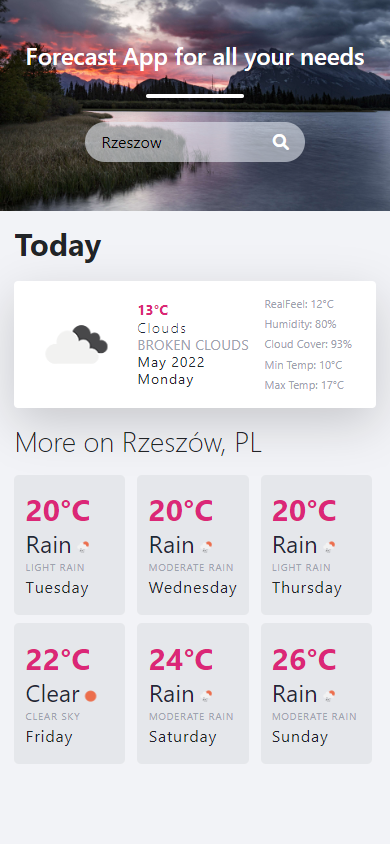 Forecast App for all your needs
Rzeszow
Today
13°C
Clouds
BROKEN CLOUDS
May 2022
Monday
RealFeel: 12°C
Humidity: 80%
Cloud Cover: 93%
Min Temp: 10°C
Max Temp: 17°C
More on Rzeszów, PL
20°C
Rain
LIGHT RAIN
Tuesday
20°C
Rain
MODERATE RAIN
Wednesday
20°C
Rain
LIGHT RAIN
Thursday
22°C
Clear
CLEAR SKY
Friday
24°C
Rain
MODERATE RAIN
Saturday
26°C
Rain
MODERATE RAIN
Sunday